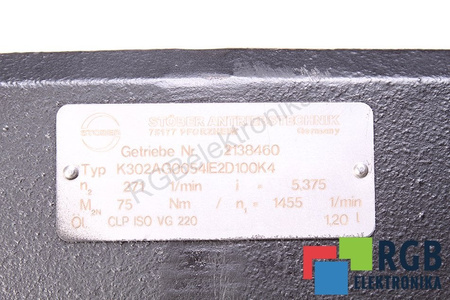 STÖBER ANTRIEBSTECHNIK
75177 PFORZHEIM Germany
Getriebe Nr. 2138460
Typ K302AG0054IE2D100K4
n2 271 1/min i = 5,375
M2N 75 Nm / n1 = 1455 1/min
ÖL CLP ISO VG 220 1.20 l
RGBelektronika
RGB
ELEKTRONIKA